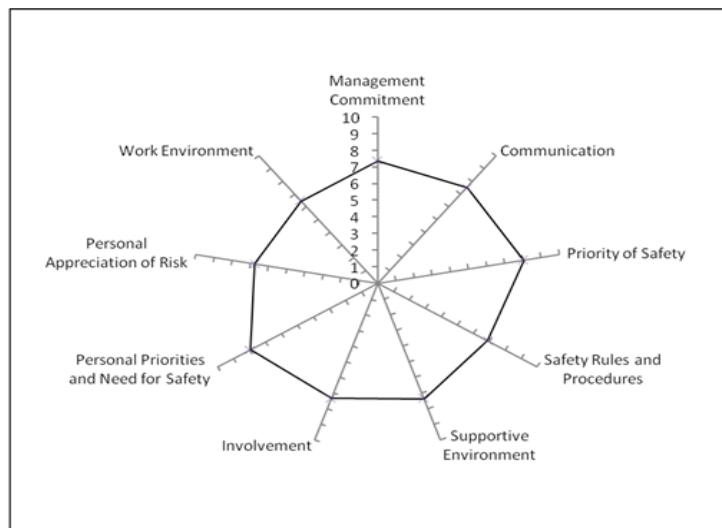 Management
Commitment
10
9
8
7
6
5
4
3
2
1
0
Communication
Priority of Safety
Safety Rules and
Procedures
Supportive
Environment
Involvement
Personal Priorities
and Need for Safety
Personal
Appreciation of Risk
Work Environment